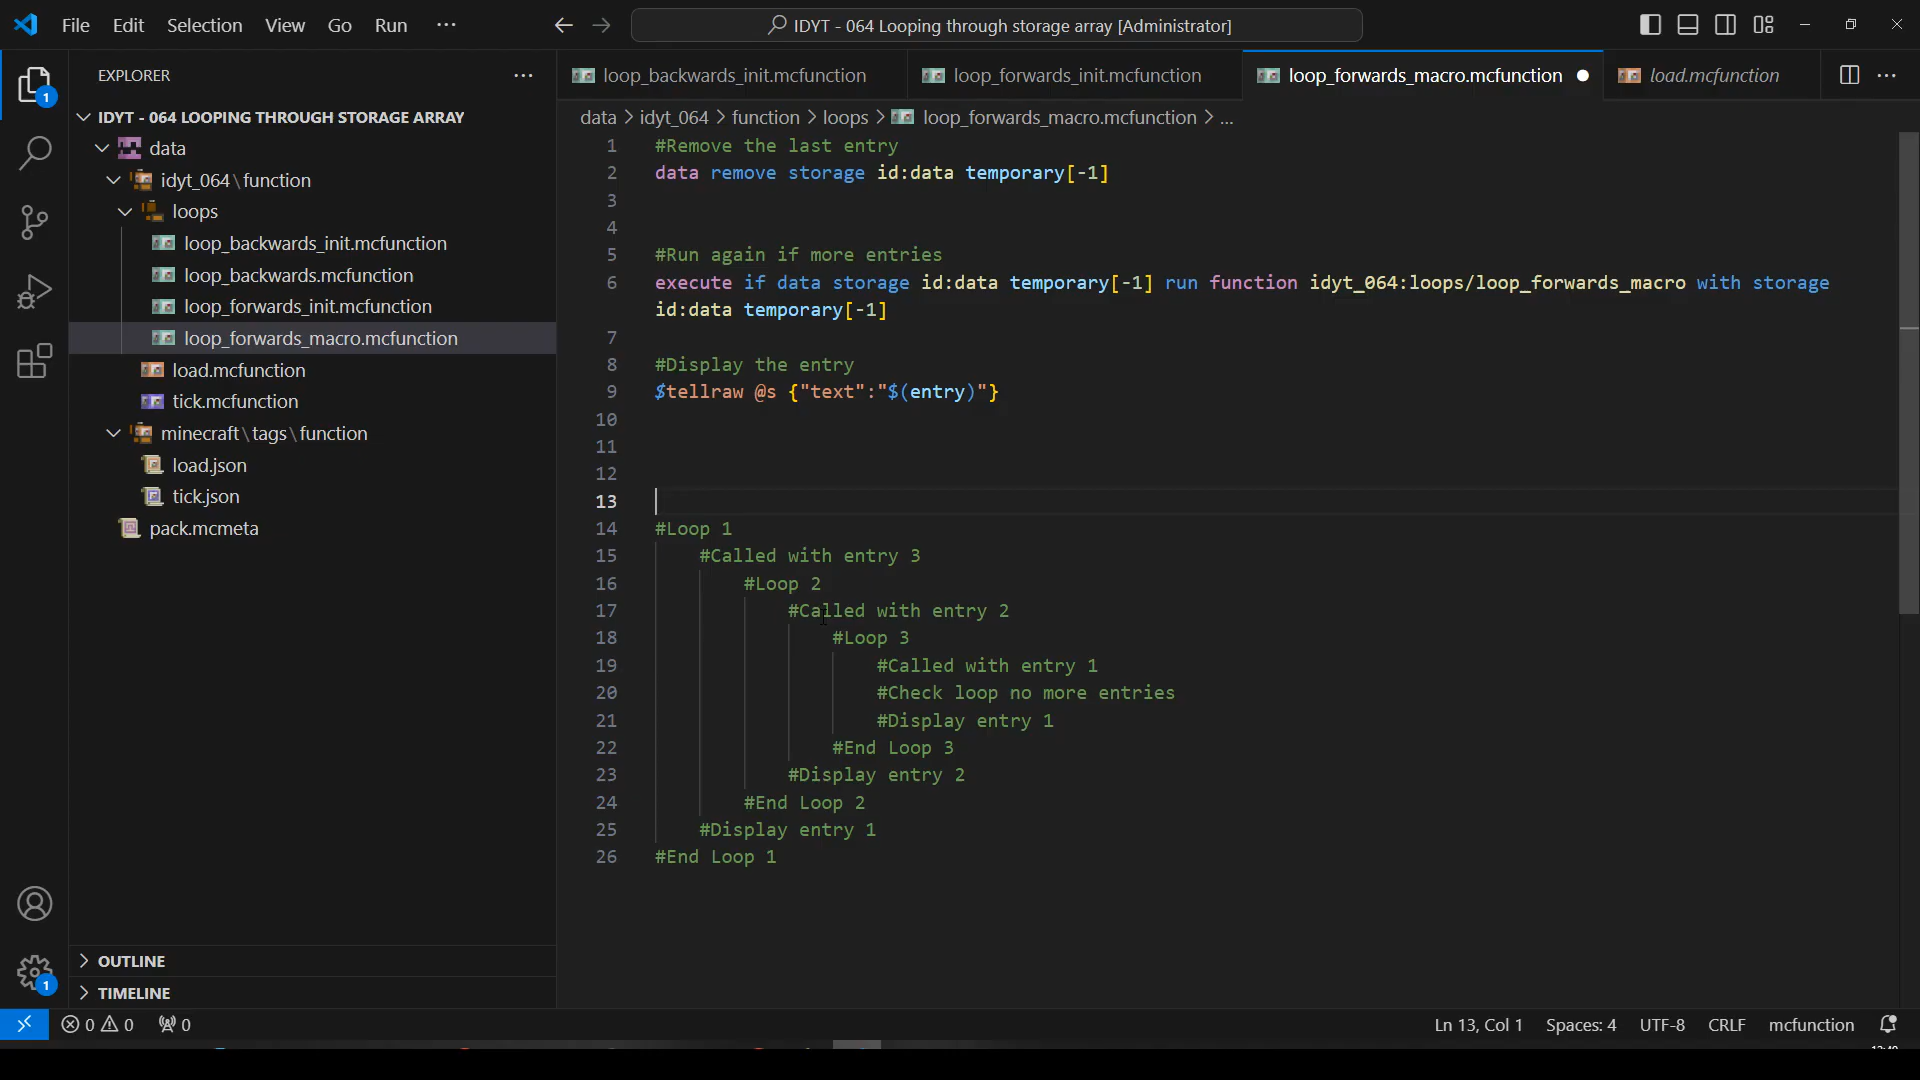 File Edit Selection View Go Run ···
IDYT - 064 Looping through storage array [Administrator]
EXPLORER
IDYT - 064 LOOPING THROUGH STORAGE ARRAY
data
idyt_064\function
loops
loop_backwards_init.mcfunction
loop_backwards.mcfunction
loop_forwards_init.mcfunction
loop_forwards_macro.mcfunction
load.mcfunction
tick.mcfunction
minecraft\tags\function
load.json
tick.json
pack.mcmeta
OUTLINE
TIMELINE
1
1
loop_backwards_init.mcfunction loop_forwards_init.mcfunction loop_forwards_macro.mcfunction load.mcfunction
data > idyt_064 > function > loops > loop_forwards_macro.mcfunction > ...
1 #Remove the last entry
2 data remove storage id:data temporary[-1]
3
4
5 #Run again if more entries
6 execute if data storage id:data temporary[-1] run function idyt_064:loops/loop_forwards_macro with storage
id:data temporary[-1]
7
8 #Display the entry
9 $tellraw @s {"text":"$(entry)"}
10
11
12
13
14 #Loop 1
15 #Called with entry 3
16 #Loop 2
17 #Called with entry 2
18 #Loop 3
19 #Called with entry 1
20 #Check loop no more entries
21 #Display entry 1
22 #End Loop 3
23 #Display entry 2
24 #End Loop 2
25 #Display entry 1
26 #End Loop 1
0 0 0
Ln 13, Col 1 Spaces: 4 UTF-8 CRLF mcfunction